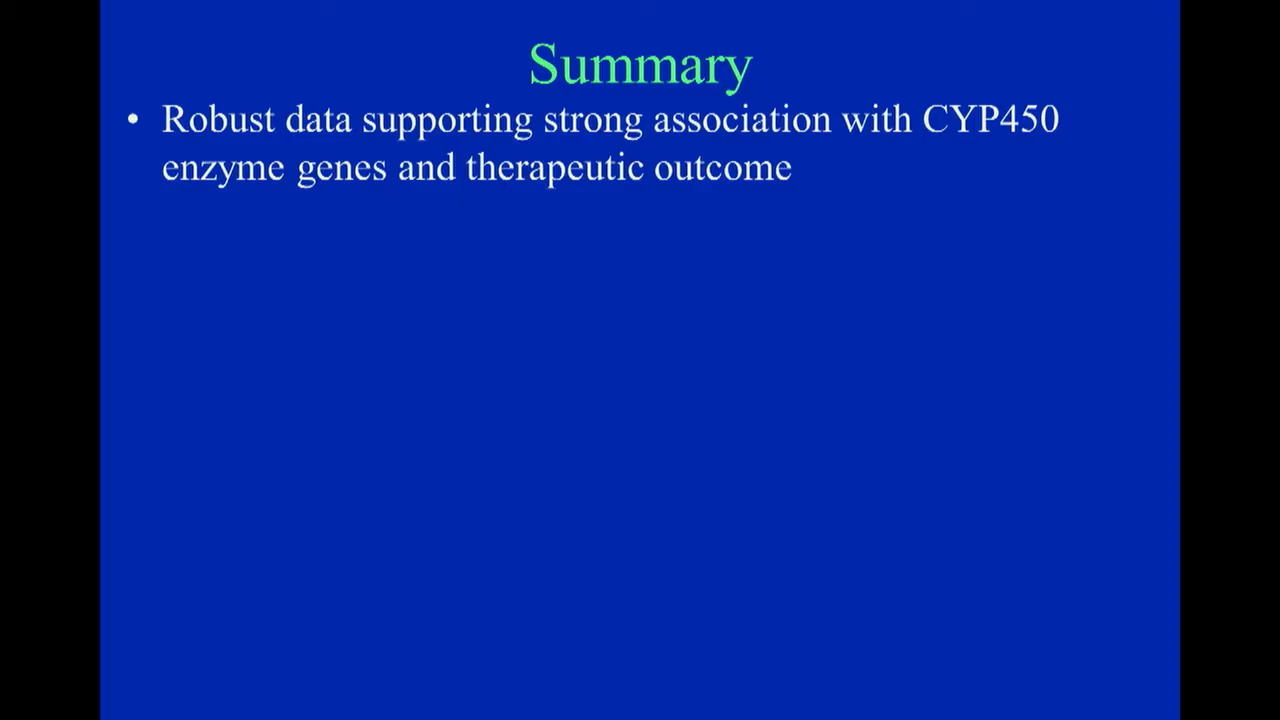 Summary
• Robust data supporting strong association with CYP450
enzyme genes and therapeutic outcome